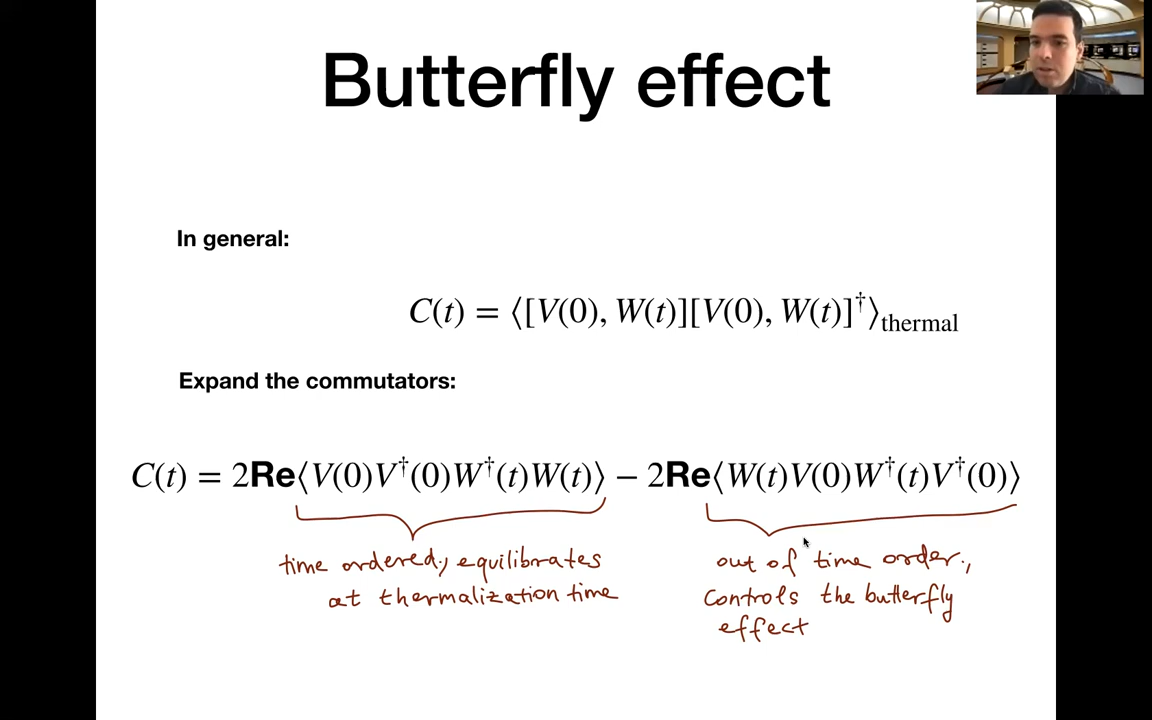 Butterfly effect
In general:
C(t) = ⟨[V(0), W(t)][V(0), W(t)]†⟩thermal
Expand the commutators:
C(t) = 2Re⟨V(0)V†(0)W†(t)W(t)⟩ − 2Re⟨W(t)V(0)W†(t)V†(0)⟩
time ordered, equilibrates
at thermalization time
out of time order,
controls the butterfly
effect